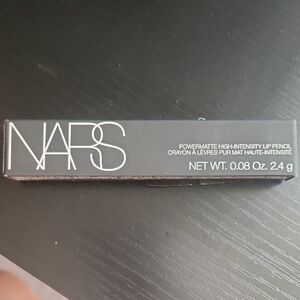 NARS
POWERMATTE HIGH-INTENSITY LIP PENCIL
CRAYON À LÈVRES PUR MAT HAUTE-INTENSITÉ
NET WT. 0.08 Oz. 2.4 g